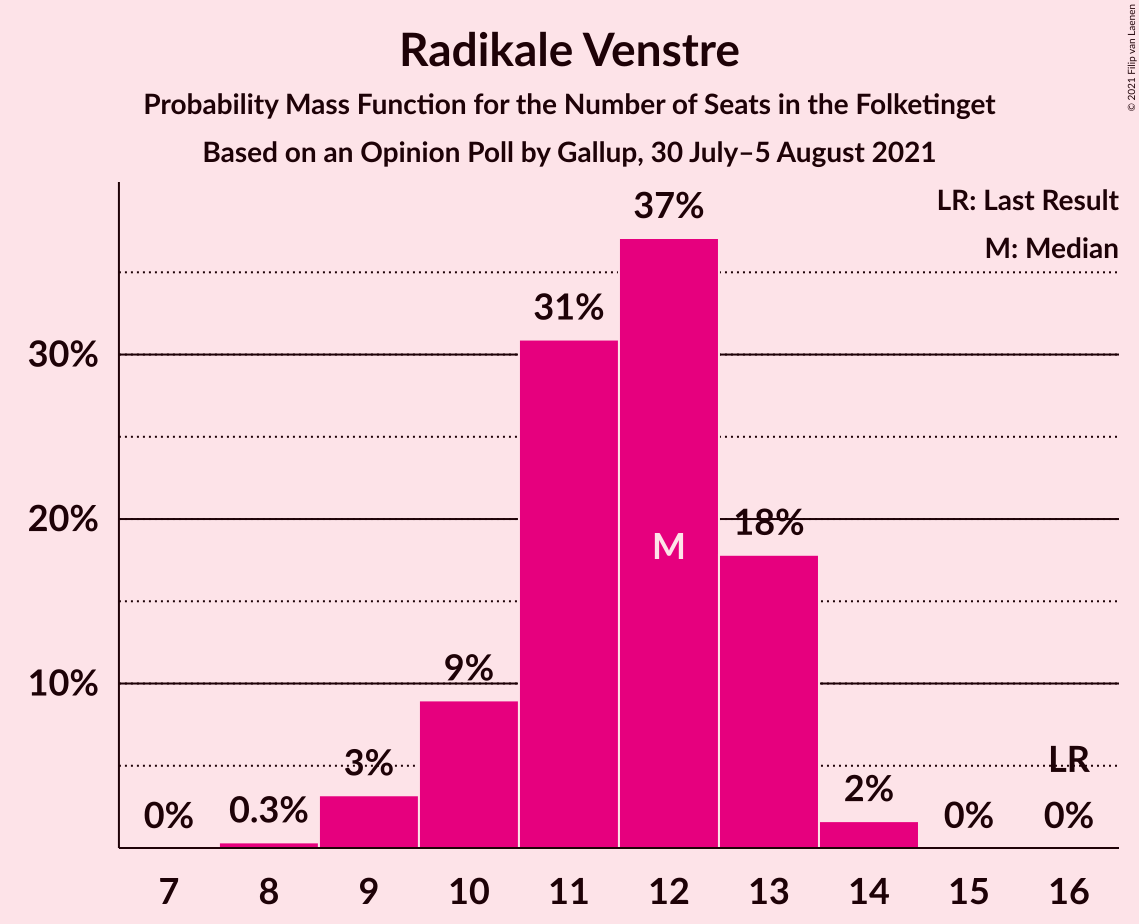 Radikale Venstre
Probability Mass Function for the Number of Seats in the Folketinget
Based on an Opinion Poll by Gallup, 30 July–5 August 2021
© 2021 Filip van Laenen
LR: Last Result
M: Median
37%
31%
30%
20%
18%
M
9%
10%
3%
LR
2%
0.3%
0%
0%
0%
7 8 9 10 11 12 13 14 15 16